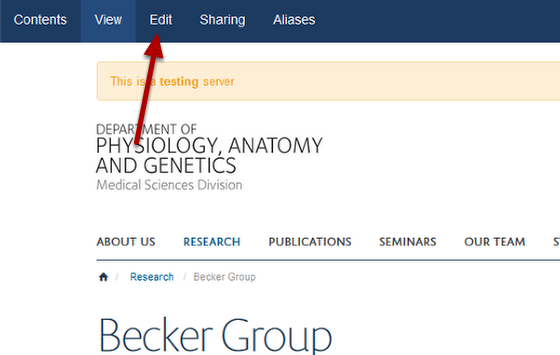 Contents View Edit Sharing Aliases
This is a testing server
DEPARTMENT OF
PHYSIOLOGY, ANATOMY
AND GENETICS
Medical Sciences Division
ABOUT US RESEARCH PUBLICATIONS SEMINARS OUR TEAM
/ Research / Becker Group
Becker Group